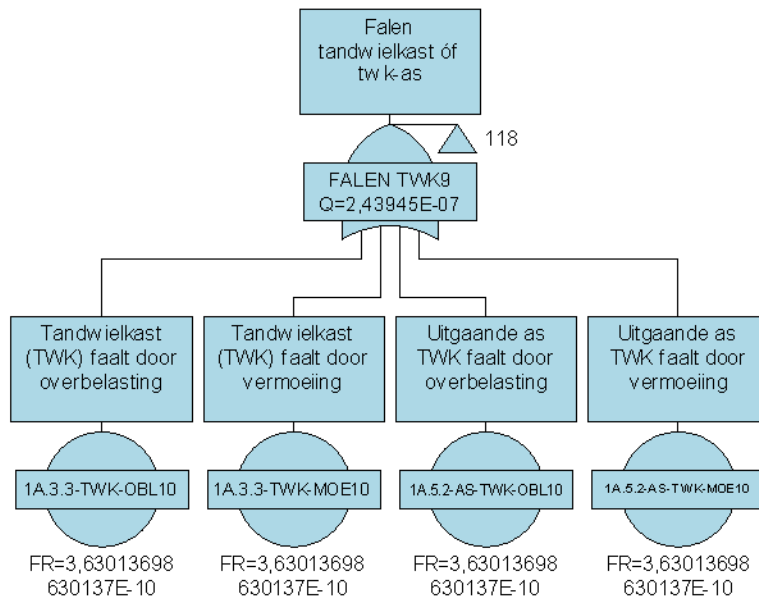 Falen
tandwielkast óf
twk-as
118
FALEN TWK9
Q=2,43945E-07
Tandwielkast
(TWK) faalt door
overbelasting
Tandwielkast
(TWK) faalt door
vermoeiing
Uitgaande as
TWK faalt door
overbelasting
Uitgaande as
TWK faalt door
vermoeiing
1A.3.3-TWK-OBL10
1A.3.3-TWK-MOE10
1A.5.2-AS-TWK-OBL10
1A.5.2-AS-TWK-MOE10
FR=3,63013698
630137E-10
FR=3,63013698
630137E-10
FR=3,63013698
630137E-10
FR=3,63013698
630137E-10